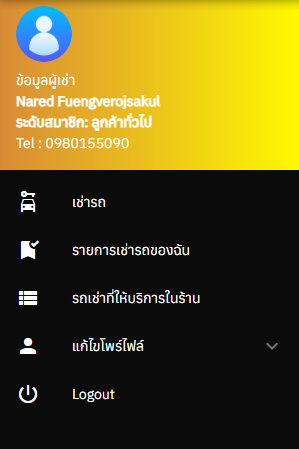 ข้อมูลผู้เช่า
Nared Fuengverojsakul
ระดับสมาชิก: ลูกค้าทั่วไป
Tel : 0980155090
เช่ารถ
รายการเช่ารถของฉัน
รถเช่าที่ให้บริการในร้าน
แก้ไขโพร์ไฟล์
Logout